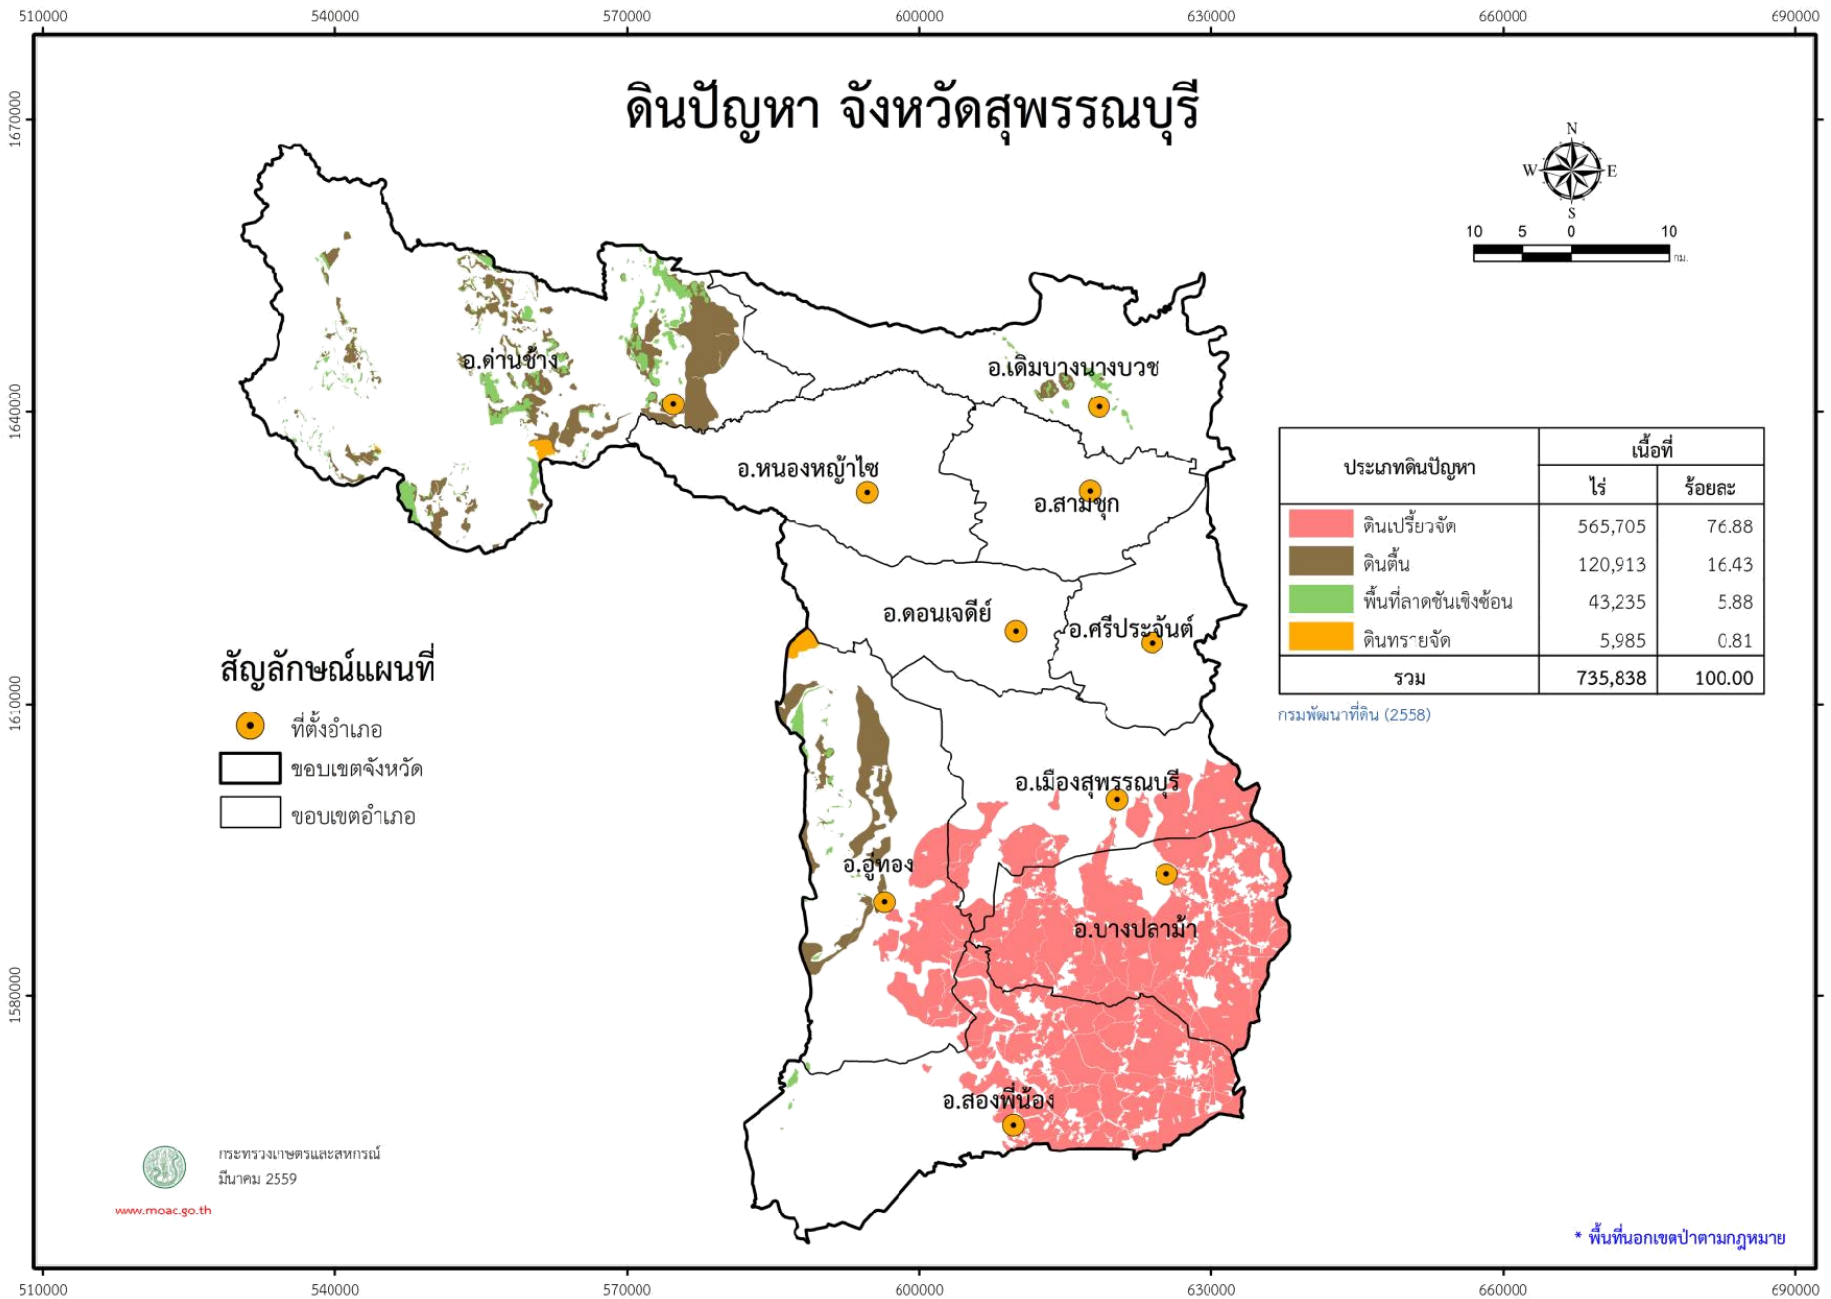 510000 540000 570000 600000 630000 660000 690000
ดินปัญหา จังหวัดสุพรรณบุรี
1670000
N
W E
S
10 5 0 10
กม.
อ.ด่านช้าง
อ.เดิมบางนางบวช
1640000
1640000
อ.หนองหญ้าไซ
อ.สามชุก
ประเภทดินปัญหา เนื้อที่
ไร่ ร้อยละ
ดินเปรี้ยวจัด 565,705 76.88
ดินตื้น 120,913 16.43
พื้นที่ลาดชันเชิงซ้อน 43,235 5.88
ดินทรายจัด 5,985 0.81
รวม 735,838 100.00
กรมพัฒนาที่ดิน (2558)
อ.ดอนเจดีย์
อ.ศรีประจันต์
สัญลักษณ์แผนที่
ที่ตั้งอำเภอ
ขอบเขตจังหวัด
ขอบเขตอำเภอ
1610000
อ.เมืองสุพรรณบุรี
อ.อู่ทอง
อ.บางปลาม้า
1580000
อ.สองพี่น้อง
กระทรวงเกษตรและสหกรณ์
มีนาคม 2559
www.moac.go.th
* พื้นที่นอกเขตป่าตามกฎหมาย
510000 540000 570000 600000 630000 660000 690000